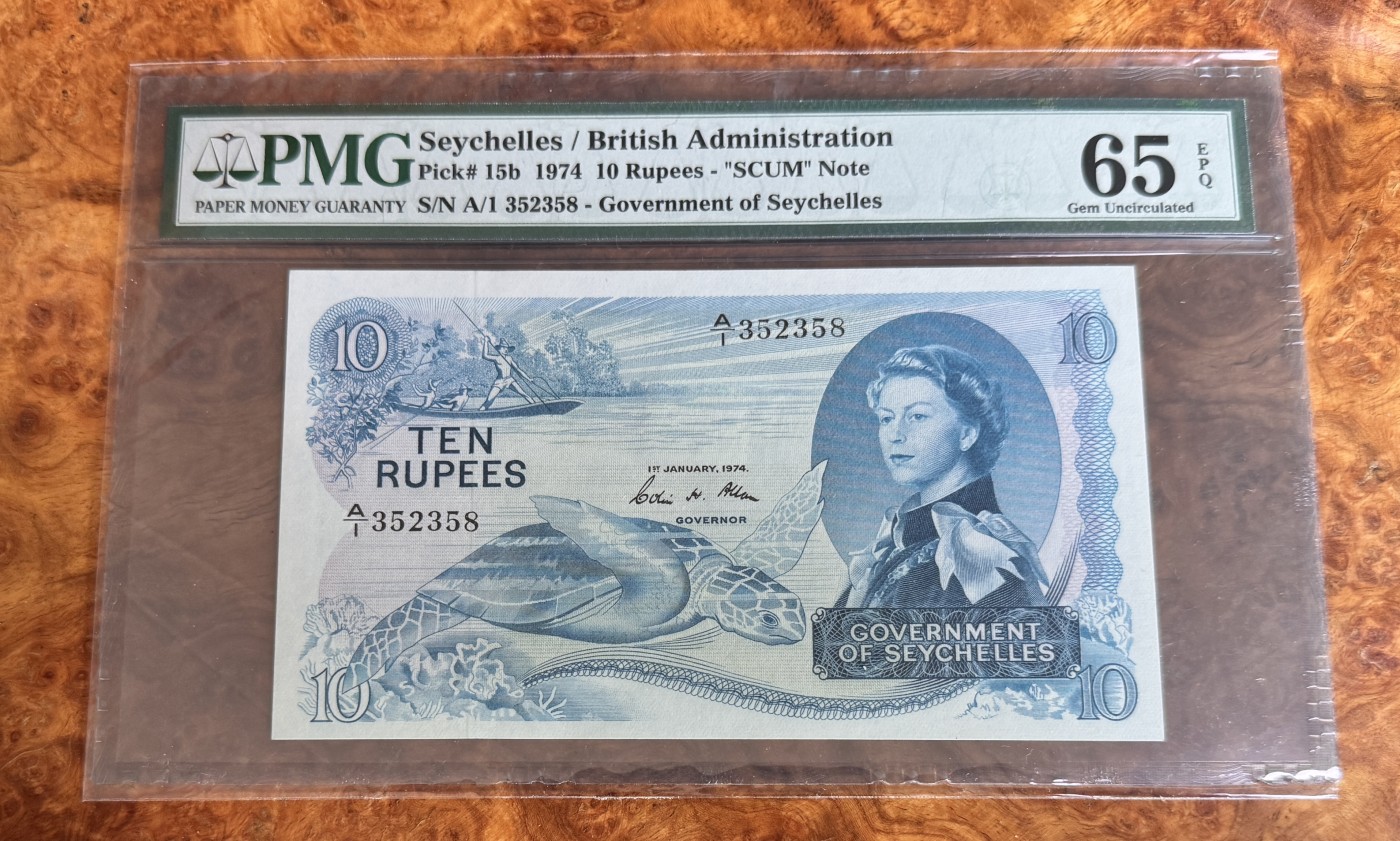 PMG
PAPER MONEY GUARANTY
Seychelles / British Administration
Pick# 15b 1974 10 Rupees - "SCUM" Note
S/N A/1 352358 - Government of Seychelles
65
EPQ
Gem Uncirculated
10
A/1 352358
10
TEN
RUPEES
1ST JANUARY, 1974.
Colin H. Allan
GOVERNOR
A/1 352358
GOVERNMENT
OF SEYCHELLES
10
10